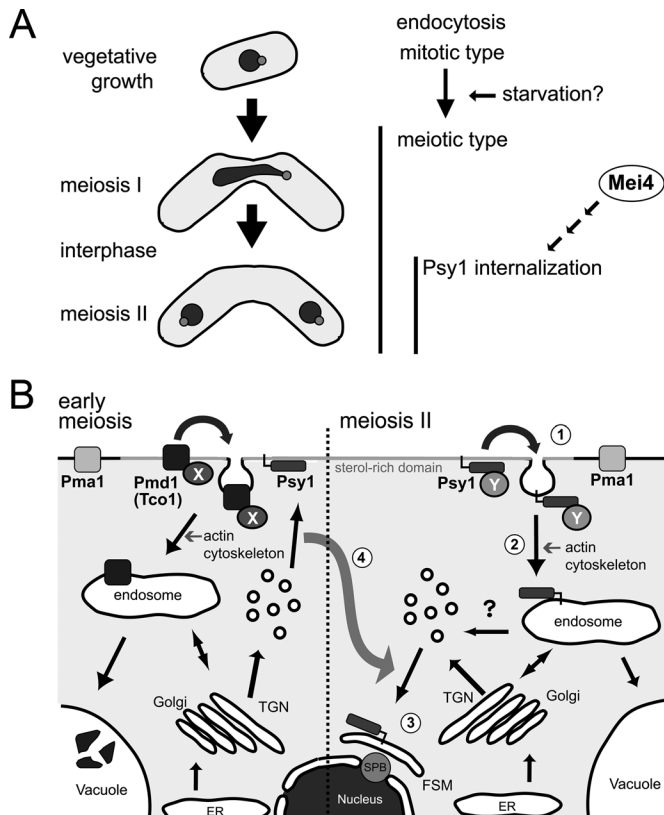 A
vegetative
growth
meiosis I
interphase
meiosis II
endocytosis
mitotic type
starvation?
meiotic type
Mei4
Psy1 internalization
B
early
meiosis
meiosis II
1
sterol-rich domain
Pma1
Pmd1
(Tco1)
X
X
Psy1
Psy1
Y
Y
Pma1
actin
cytoskeleton
2
actin
cytoskeleton
4
endosome
?
endosome
Golgi
TGN
TGN
Golgi
3
SPB
FSM
Vacuole
ER
Nucleus
ER
Vacuole